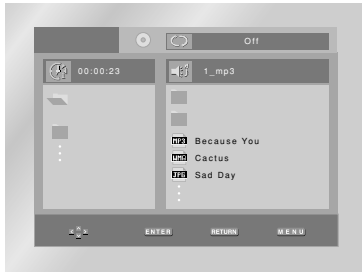 Off
00:00:23
1_mp3
MP3 Because You
WMA Cactus
JPG Sad Day
ENTER RETURN MENU